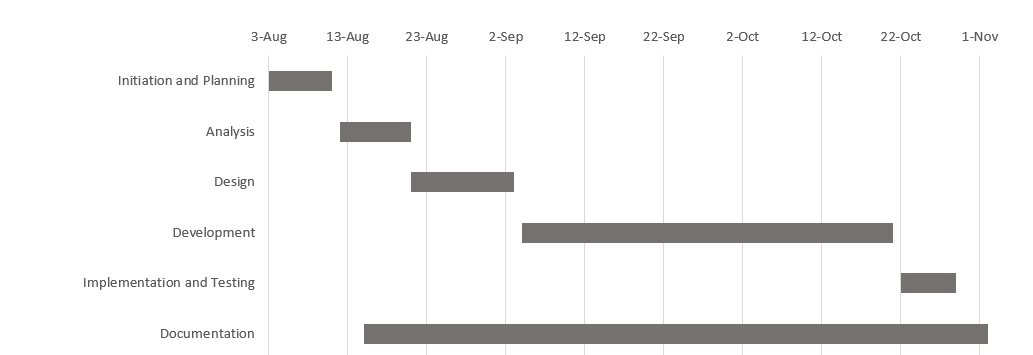 3-Aug 13-Aug 23-Aug 2-Sep 12-Sep 22-Sep 2-Oct 12-Oct 22-Oct 1-Nov
Initiation and Planning
Analysis
Design
Development
Implementation and Testing
Documentation